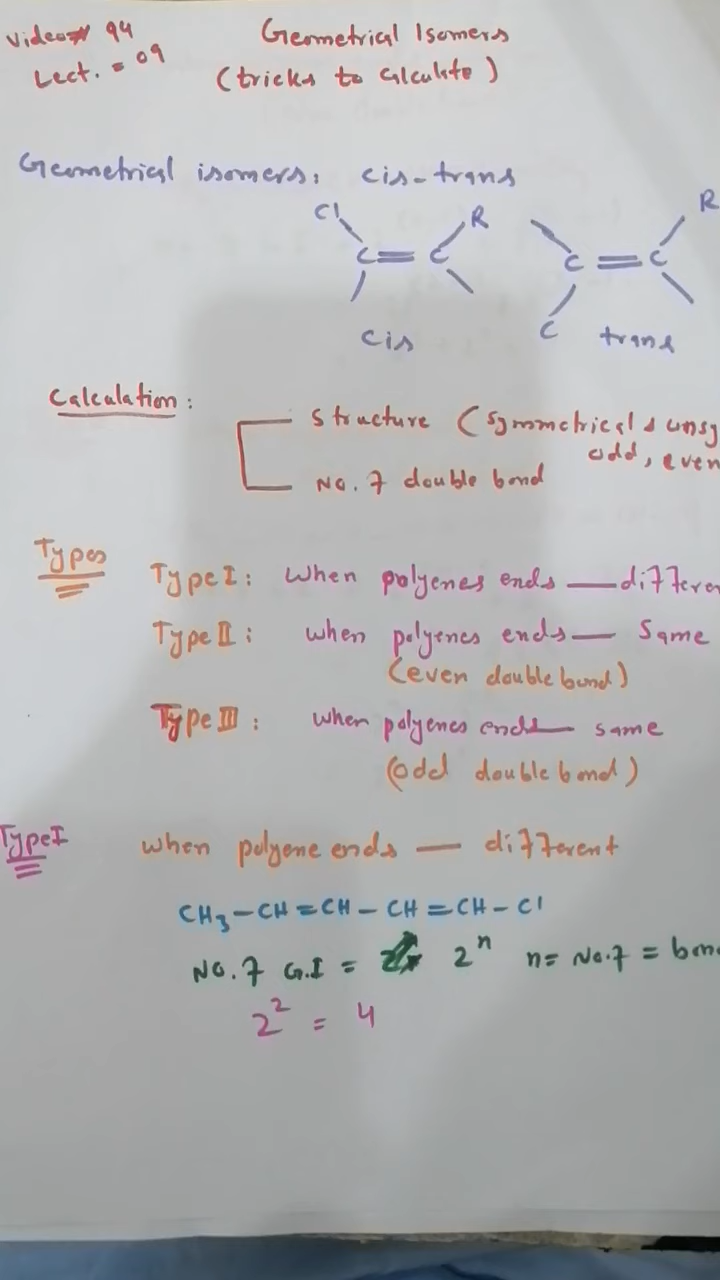 Video# 94
Lect. = 09
Geometrical Isomers
(tricks to Calculate)
Geometrical isomers: cis-trans
Cl R
C=C
cis
R
C=C
C
trans
Calculation:
Structure (symmetrical & unsy
odd, even
No. of double bond
Types
Type I: When polyenes ends — differen
Type II: when polyenes ends — Same
(even double bond)
Type III: when polyenes ends — same
(odd double bond)
Type I when polyene ends — different
CH3-CH=CH-CH=CH-Cl
No. of G.I = 2^n n= No. of = bon
2^2 = 4